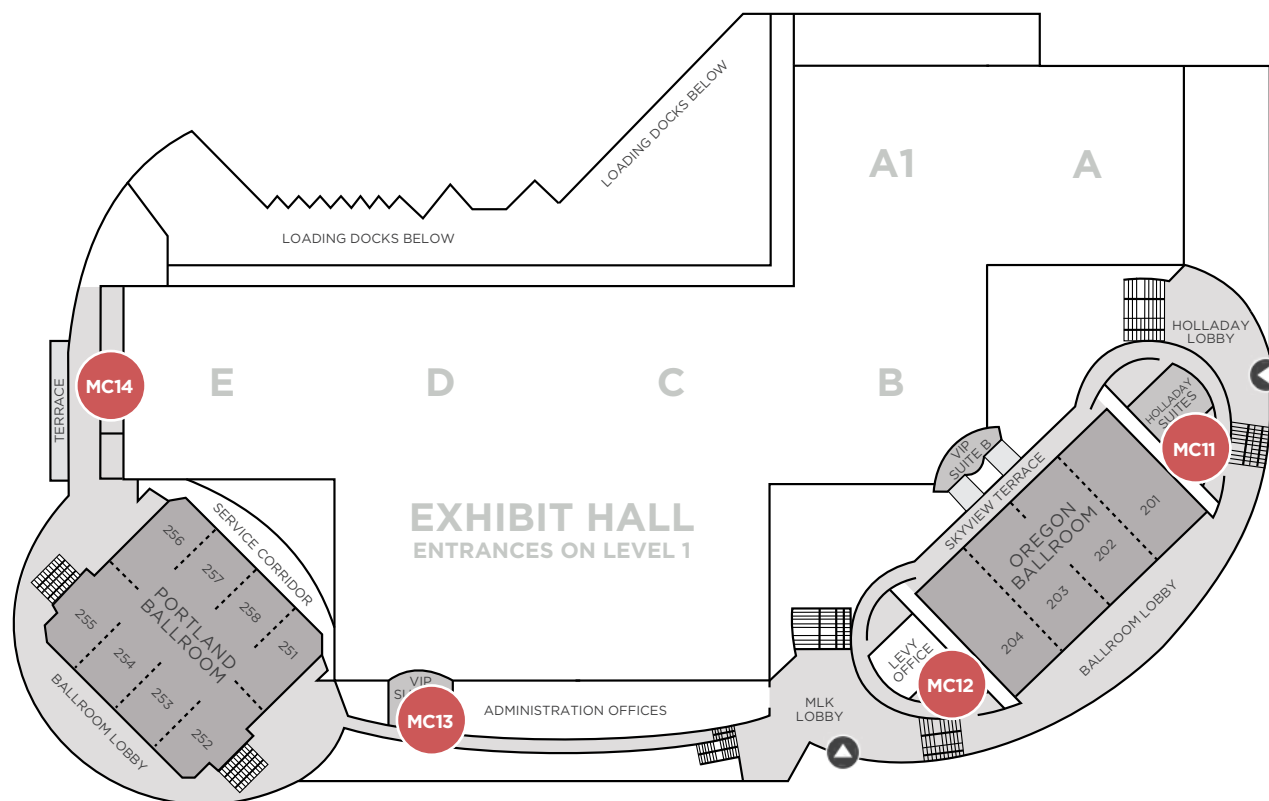 LOADING DOCKS BELOW
LOADING DOCKS BELOW
A1
A
HOLLADAY
LOBBY
TERRACE
MC14
E
D
C
B
HOLLADAY
SUITES
MC11
VIP
SUITE B
SKYVIEW TERRACE
OREGON
BALLROOM
201
202
203
204
BALLROOM LOBBY
EXHIBIT HALL
ENTRANCES ON LEVEL 1
SERVICE CORRIDOR
256
257
258
251
PORTLAND
BALLROOM
255
254
253
252
BALLROOM LOBBY
VIP
MC13
ADMINISTRATION OFFICES
MLK
LOBBY
LEVY
OFFICE
MC12